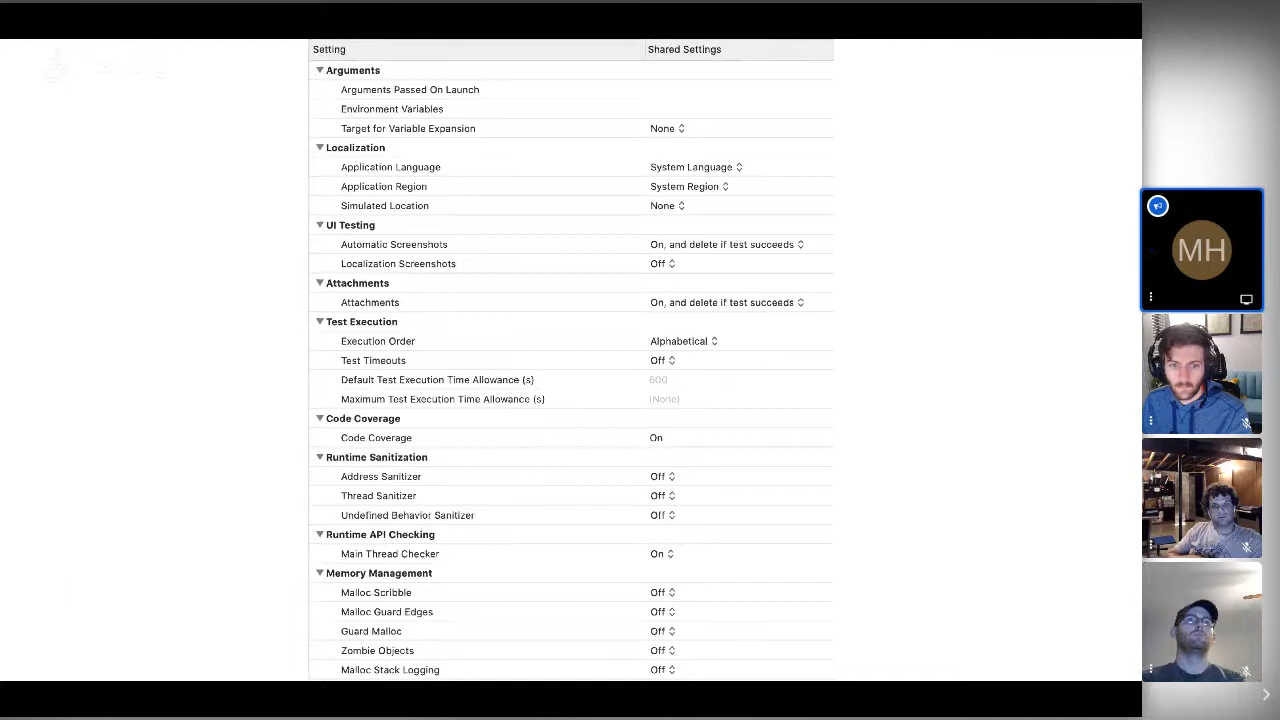 Setting Shared Settings
Arguments
Arguments Passed On Launch
Environment Variables
Target for Variable Expansion None
Localization
Application Language System Language
Application Region System Region
Simulated Location None
UI Testing
Automatic Screenshots On, and delete if test succeeds
Localization Screenshots Off
Attachments
Attachments On, and delete if test succeeds
Test Execution
Execution Order Alphabetical
Test Timeouts Off
Default Test Execution Time Allowance (s) 600
Maximum Test Execution Time Allowance (s) (None)
Code Coverage
Code Coverage On
Runtime Sanitization
Address Sanitizer Off
Thread Sanitizer Off
Undefined Behavior Sanitizer Off
Runtime API Checking
Main Thread Checker On
Memory Management
Malloc Scribble Off
Malloc Guard Edges Off
Guard Malloc Off
Zombie Objects Off
Malloc Stack Logging Off
MH